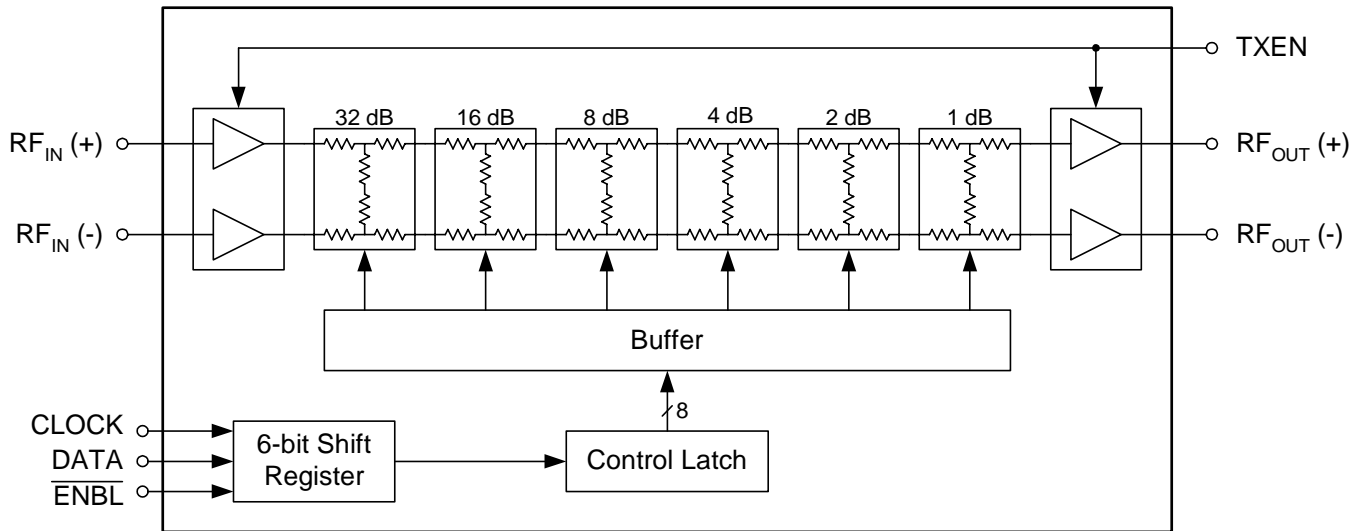 TXEN
32 dB 16 dB 8 dB 4 dB 2 dB 1 dB
RF_IN (+)
RF_OUT (+)
RF_IN (-)
RF_OUT (-)
Buffer
8
CLOCK
DATA
E̅N̅B̅L̅
6-bit Shift
Register
Control Latch